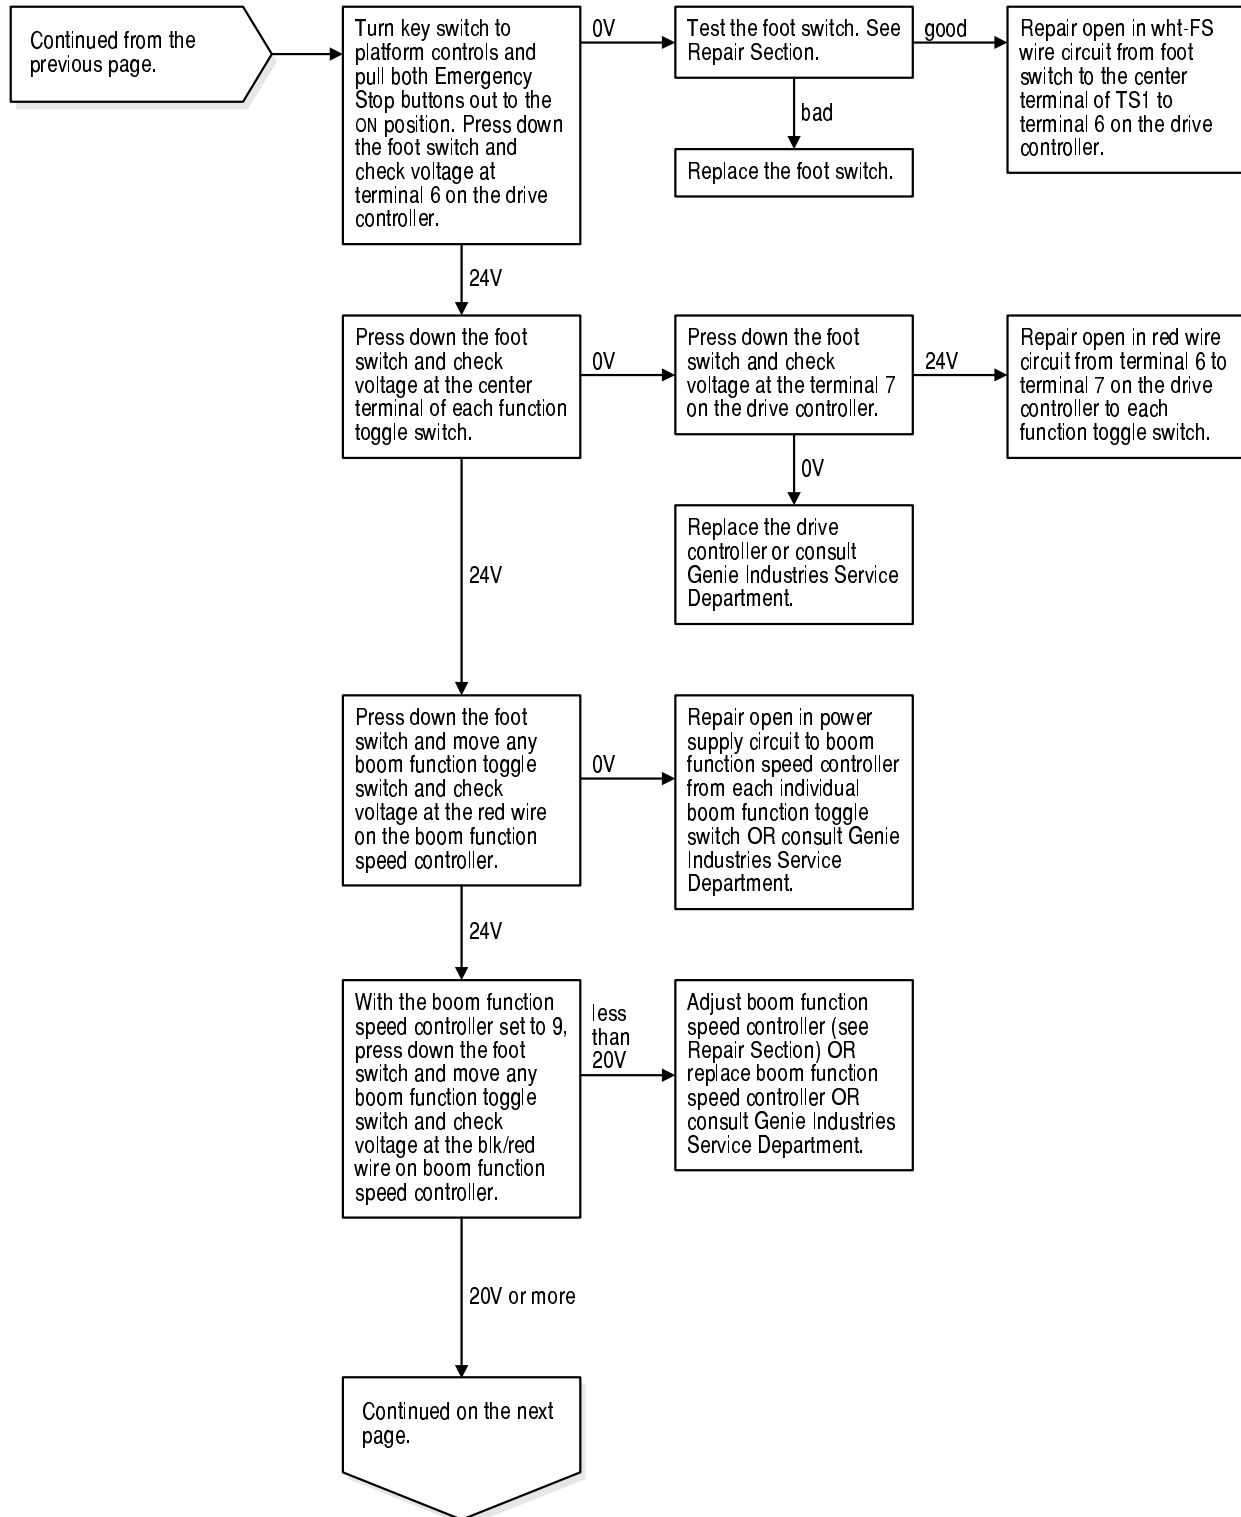 Continued from the
previous page.
Turn key switch to
platform controls and
pull both Emergency
Stop buttons out to the
ON position. Press down
the foot switch and
check voltage at
terminal 6 on the drive
controller.
0V
Test the foot switch. See
Repair Section.
good
Repair open in wht-FS
wire circuit from foot
switch to the center
terminal of TS1 to
terminal 6 on the drive
controller.
bad
Replace the foot switch.
24V
Press down the foot
switch and check
voltage at the center
terminal of each function
toggle switch.
0V
Press down the foot
switch and check
voltage at the terminal 7
on the drive controller.
24V
Repair open in red wire
circuit from terminal 6 to
terminal 7 on the drive
controller to each
function toggle switch.
0V
Replace the drive
controller or consult
Genie Industries Service
Department.
24V
Press down the foot
switch and move any
boom function toggle
switch and check
voltage at the red wire
on the boom function
speed controller.
0V
Repair open in power
supply circuit to boom
function speed controller
from each individual
boom function toggle
switch OR consult Genie
Industries Service
Department.
24V
With the boom function
speed controller set to 9,
press down the foot
switch and move any
boom function toggle
switch and check
voltage at the blk/red
wire on boom function
speed controller.
less
than
20V
Adjust boom function
speed controller (see
Repair Section) OR
replace boom function
speed controller OR
consult Genie Industries
Service Department.
20V or more
Continued on the next
page.